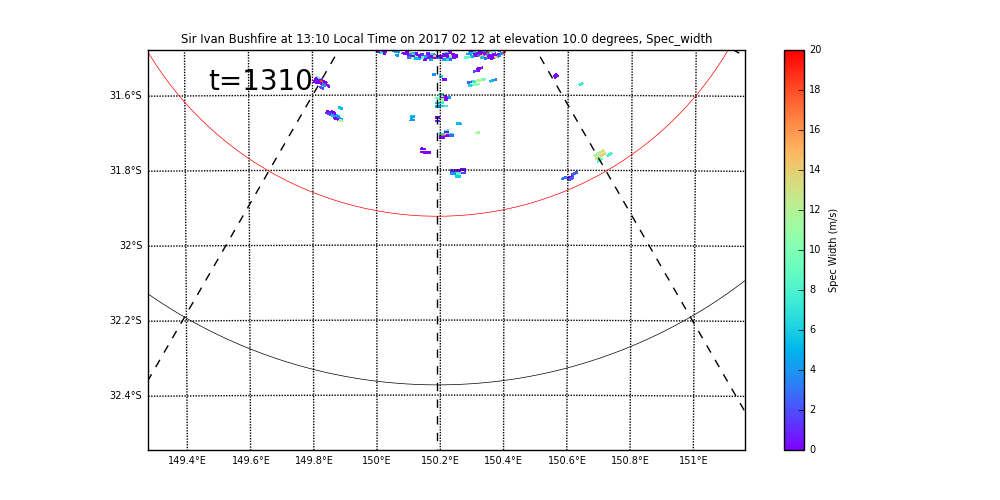 Sir Ivan Bushfire at 13:10 Local Time on 2017 02 12 at elevation 10.0 degrees, Spec_width
t=1310
31.6°S
31.8°S
32°S
32.2°S
32.4°S
149.4°E 149.6°E 149.8°E 150°E 150.2°E 150.4°E 150.6°E 150.8°E 151°E
20
18
16
14
12
10
8
6
4
2
0
Spec Width (m/s)